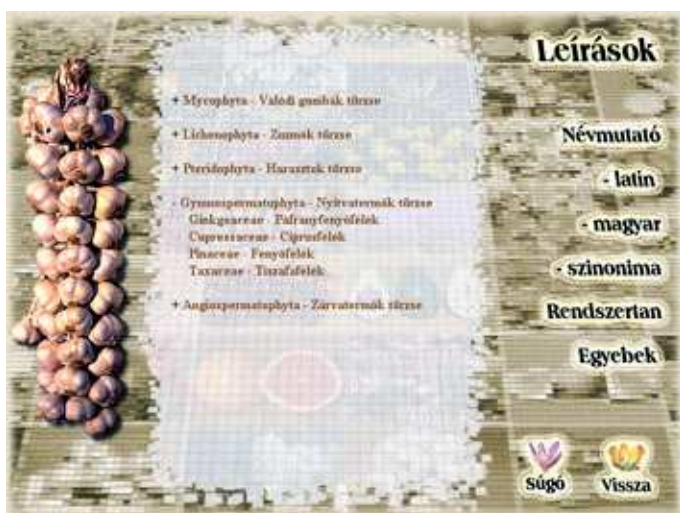 Leírások
+ Mycophyta - Valódi gombák törzse
+ Lichenophyta - Zuzmók törzse
+ Pteridophyta - Harasztok törzse
- Gymnospermatophyta - Nyitvatermők törzse
Ginkgoaceae - Páfrányfenyőfélék
Cupressaceae - Ciprusfélék
Pinaceae - Fenyőfélék
Taxaceae - Tiszafafélék
+ Angiospermatophyta - Zárvatermők törzse
Névmutató
- latin
- magyar
- szinonima
Rendszertan
Egyebek
Súgó
Vissza